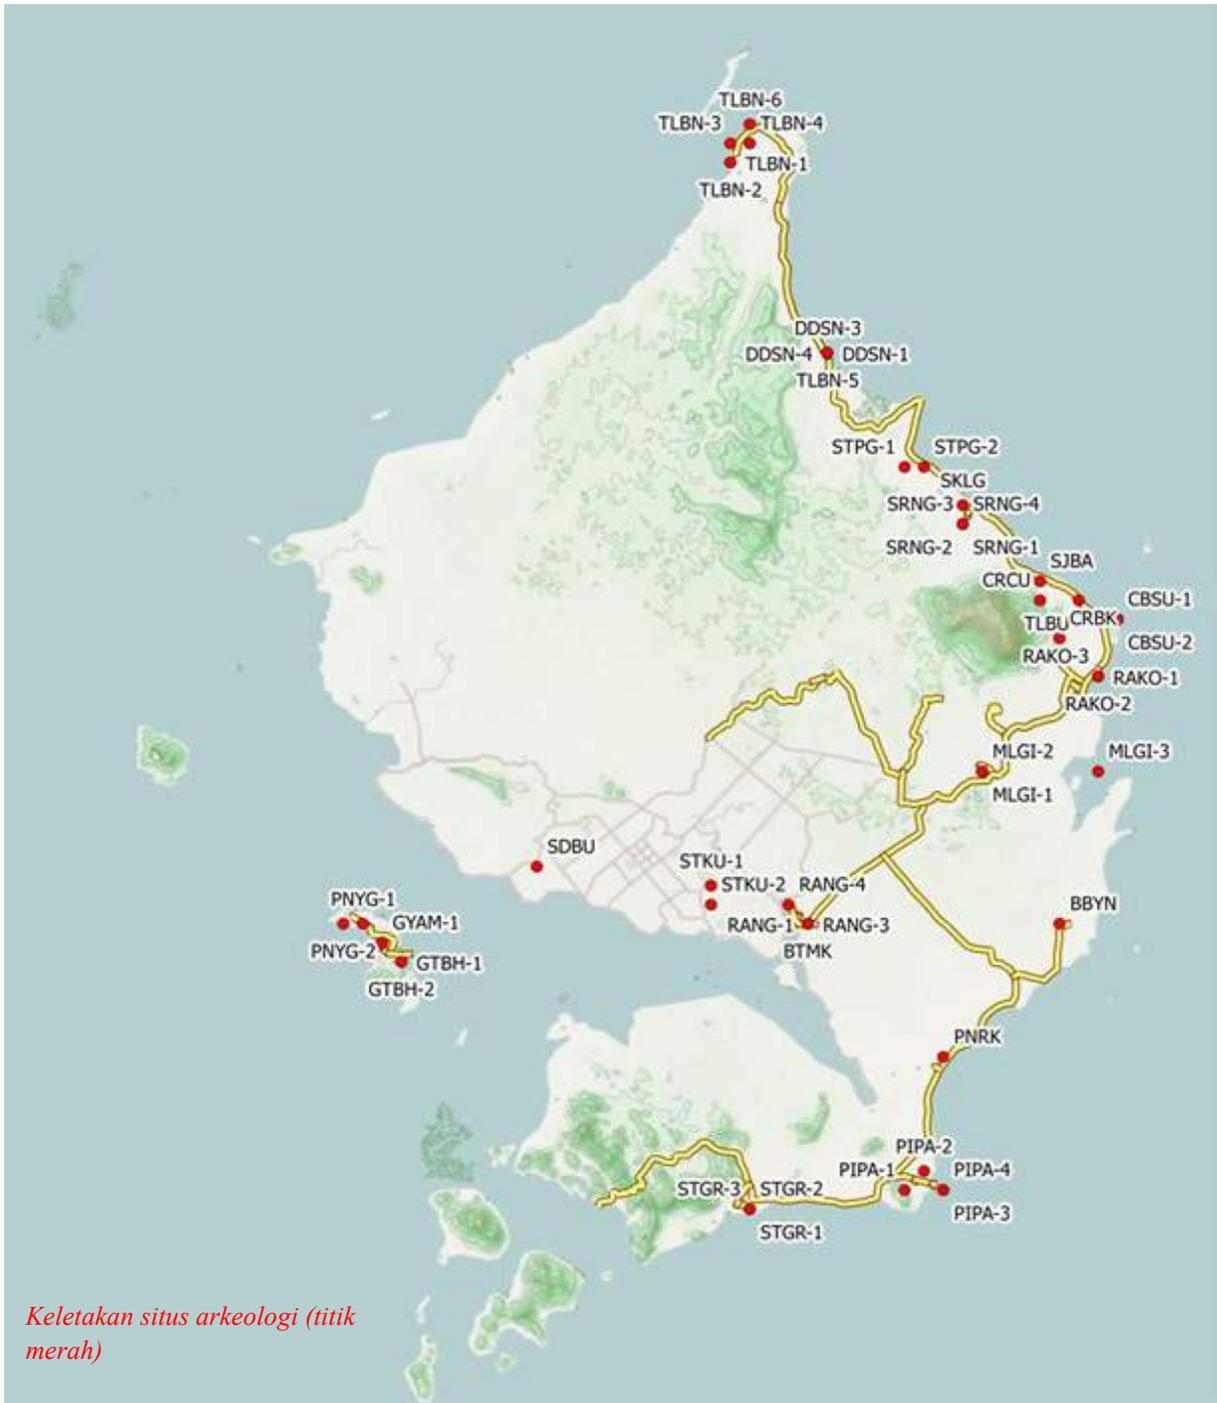 TLBN-6
TLBN-3
TLBN-4
TLBN-1
TLBN-2
DDSN-3
DDSN-4
DDSN-1
TLBN-5
STPG-1
STPG-2
SKLG
SRNG-3
SRNG-4
SRNG-2
SRNG-1
SJBA
CRCU
CBSU-1
TLBU
CRBK
CBSU-2
RAKO-3
RAKO-1
RAKO-2
MLGI-2
MLGI-3
MLGI-1
SDBU
STKU-1
STKU-2
RANG-4
PNYG-1
GYAM-1
RANG-1
RANG-3
BBYN
PNYG-2
BTMK
GTBH-1
GTBH-2
PNRK
PIPA-2
PIPA-1
PIPA-4
STGR-3
STGR-2
PIPA-3
STGR-1
Keletakan situs arkeologi (titik
merah)